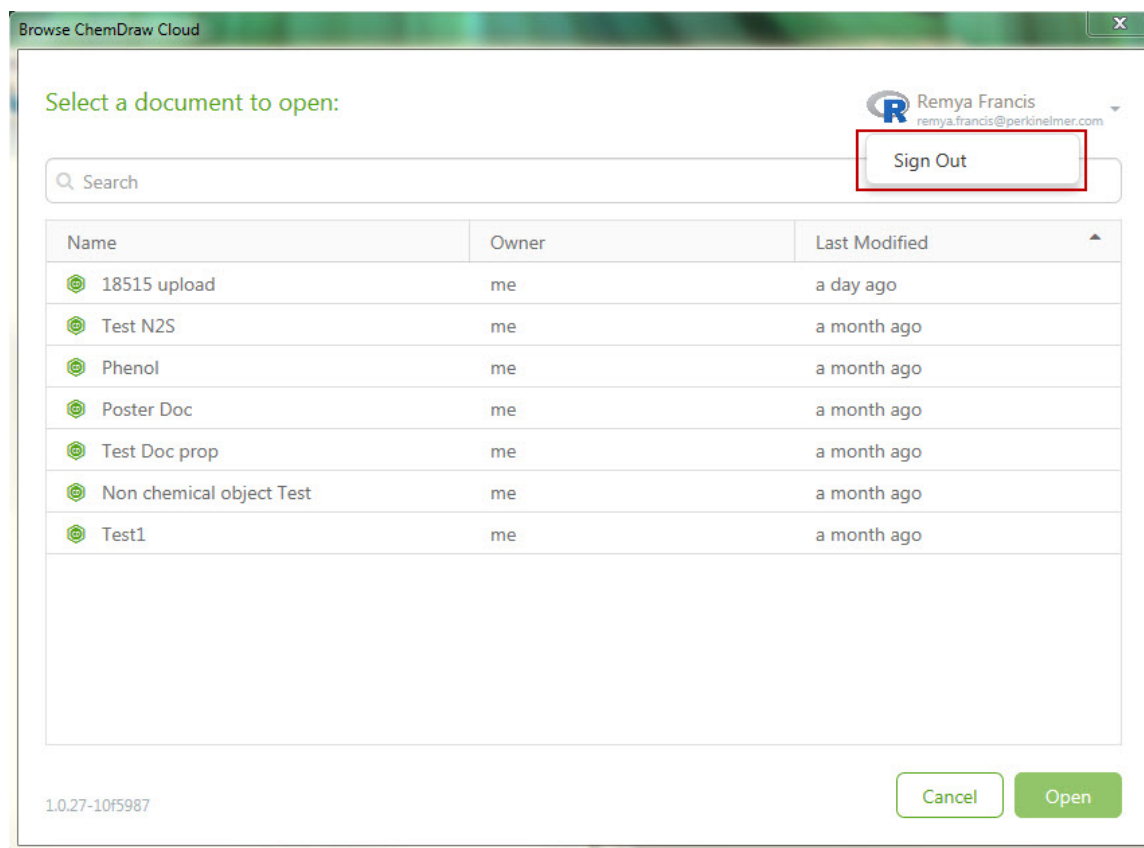 Browse ChemDraw Cloud
x
Select a document to open:
R Remya Francis
remya.francis@perkinelmer.com
Sign Out
Search
Name Owner Last Modified
18515 upload me a day ago
Test N2S me a month ago
Phenol me a month ago
Poster Doc me a month ago
Test Doc prop me a month ago
Non chemical object Test me a month ago
Test1 me a month ago
1.0.27-10f5987 Cancel Open